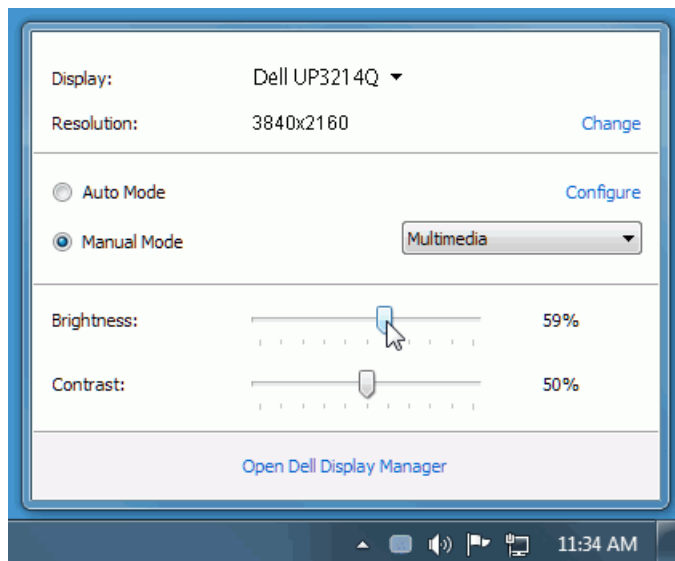 Display: Dell UP3214Q
Resolution: 3840x2160 Change
Auto Mode Configure
Manual Mode Multimedia
Brightness: 59%
Contrast: 50%
Open Dell Display Manager
11:34 AM